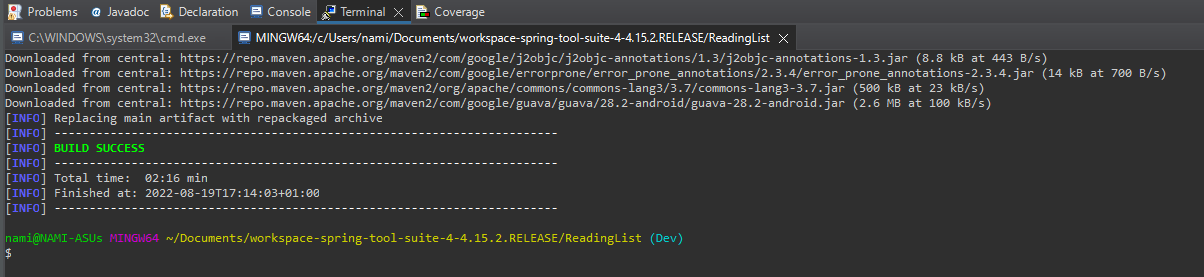 Problems Javadoc Declaration Console Terminal Coverage
C:\WINDOWS\system32\cmd.exe MINGW64:/c/Users/nami/Documents/workspace-spring-tool-suite-4-4.15.2.RELEASE/ReadingList
Downloaded from central: https://repo.maven.apache.org/maven2/com/google/j2objc/j2objc-annotations/1.3/j2objc-annotations-1.3.jar (8.8 kB at 443 B/s)
Downloaded from central: https://repo.maven.apache.org/maven2/com/google/errorprone/error_prone_annotations/2.3.4/error_prone_annotations-2.3.4.jar (14 kB at 700 B/s)
Downloaded from central: https://repo.maven.apache.org/maven2/org/apache/commons/commons-lang3/3.7/commons-lang3-3.7.jar (500 kB at 23 kB/s)
Downloaded from central: https://repo.maven.apache.org/maven2/com/google/guava/guava/28.2-android/guava-28.2-android.jar (2.6 MB at 100 kB/s)
[INFO] Replacing main artifact with repackaged archive
[INFO] ------------------------------------------------------------------------
[INFO] BUILD SUCCESS
[INFO] ------------------------------------------------------------------------
[INFO] Total time:  02:16 min
[INFO] Finished at: 2022-08-19T17:14:03+01:00
[INFO] ------------------------------------------------------------------------
nami@NAMI-ASUs MINGW64 ~/Documents/workspace-spring-tool-suite-4-4.15.2.RELEASE/ReadingList (Dev)
$